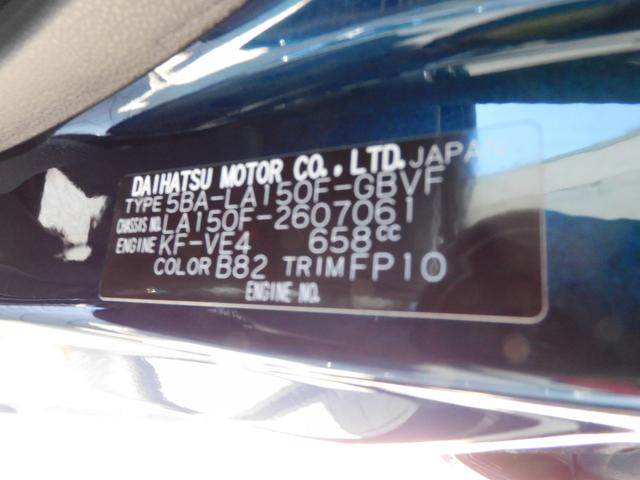 DAIHATSU MOTOR CO., LTD. JAPAN
TYPE 5BA-LA150F-GBVF
CHASSIS NO. LA150F-2607061
ENGINE KF-VE4 658cc
COLOR B82 TRIM FP10
ENGINE NO.